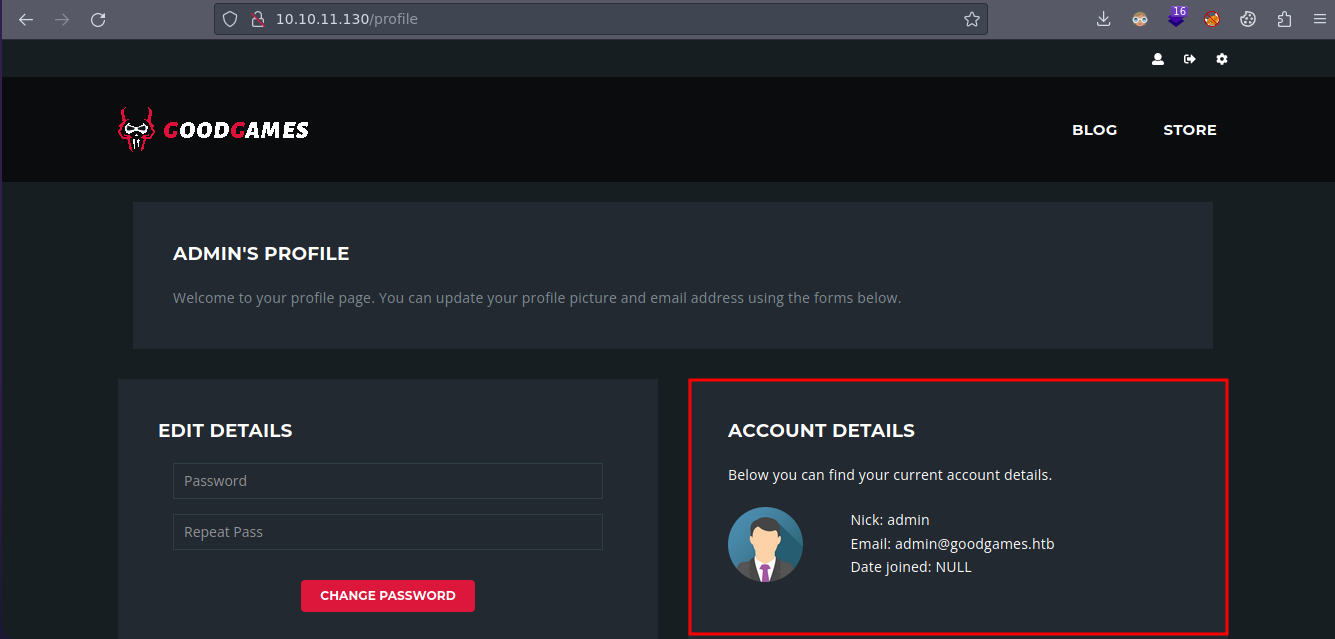 10.10.11.130/profile
16
GOODGAMES
BLOG
STORE
ADMIN'S PROFILE
Welcome to your profile page. You can update your profile picture and email address using the forms below.
EDIT DETAILS
Password
Repeat Pass
CHANGE PASSWORD
ACCOUNT DETAILS
Below you can find your current account details.
Nick: admin
Email: admin@goodgames.htb
Date joined: NULL